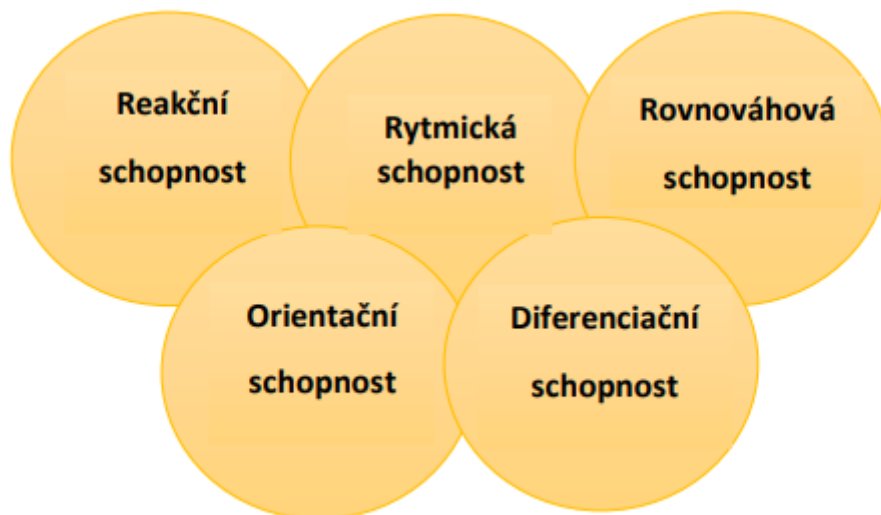 Reakční
schopnost
Rytmická
schopnost
Rovnováhová
schopnost
Orientační
schopnost
Diferenciační
schopnost